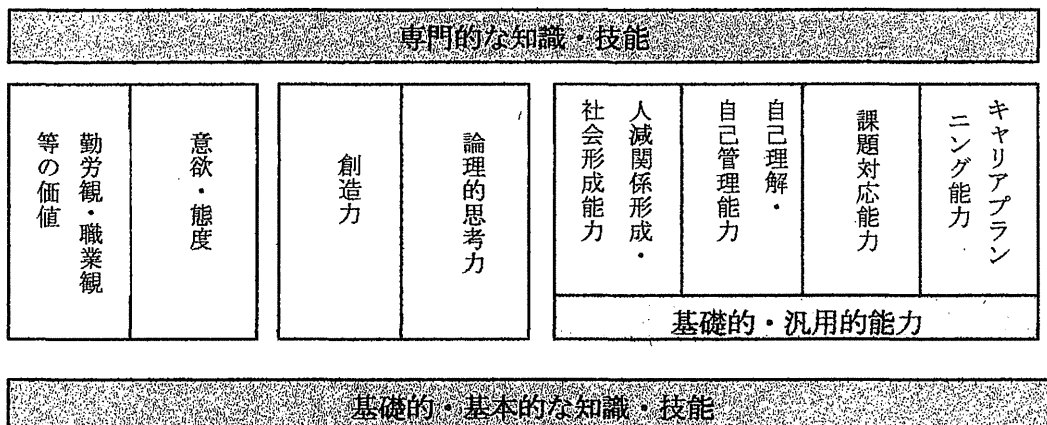 専門的な知識・技能
勤労観・職業観
等の価値
意欲・態度
創造力
論理的思考力
人減関係形成・
社会形成能力
自己理解・
自己管理能力
課題対応能力
キャリアプラン
ニング能力
基礎的・汎用的能力
基礎的・基本的な知識・技能